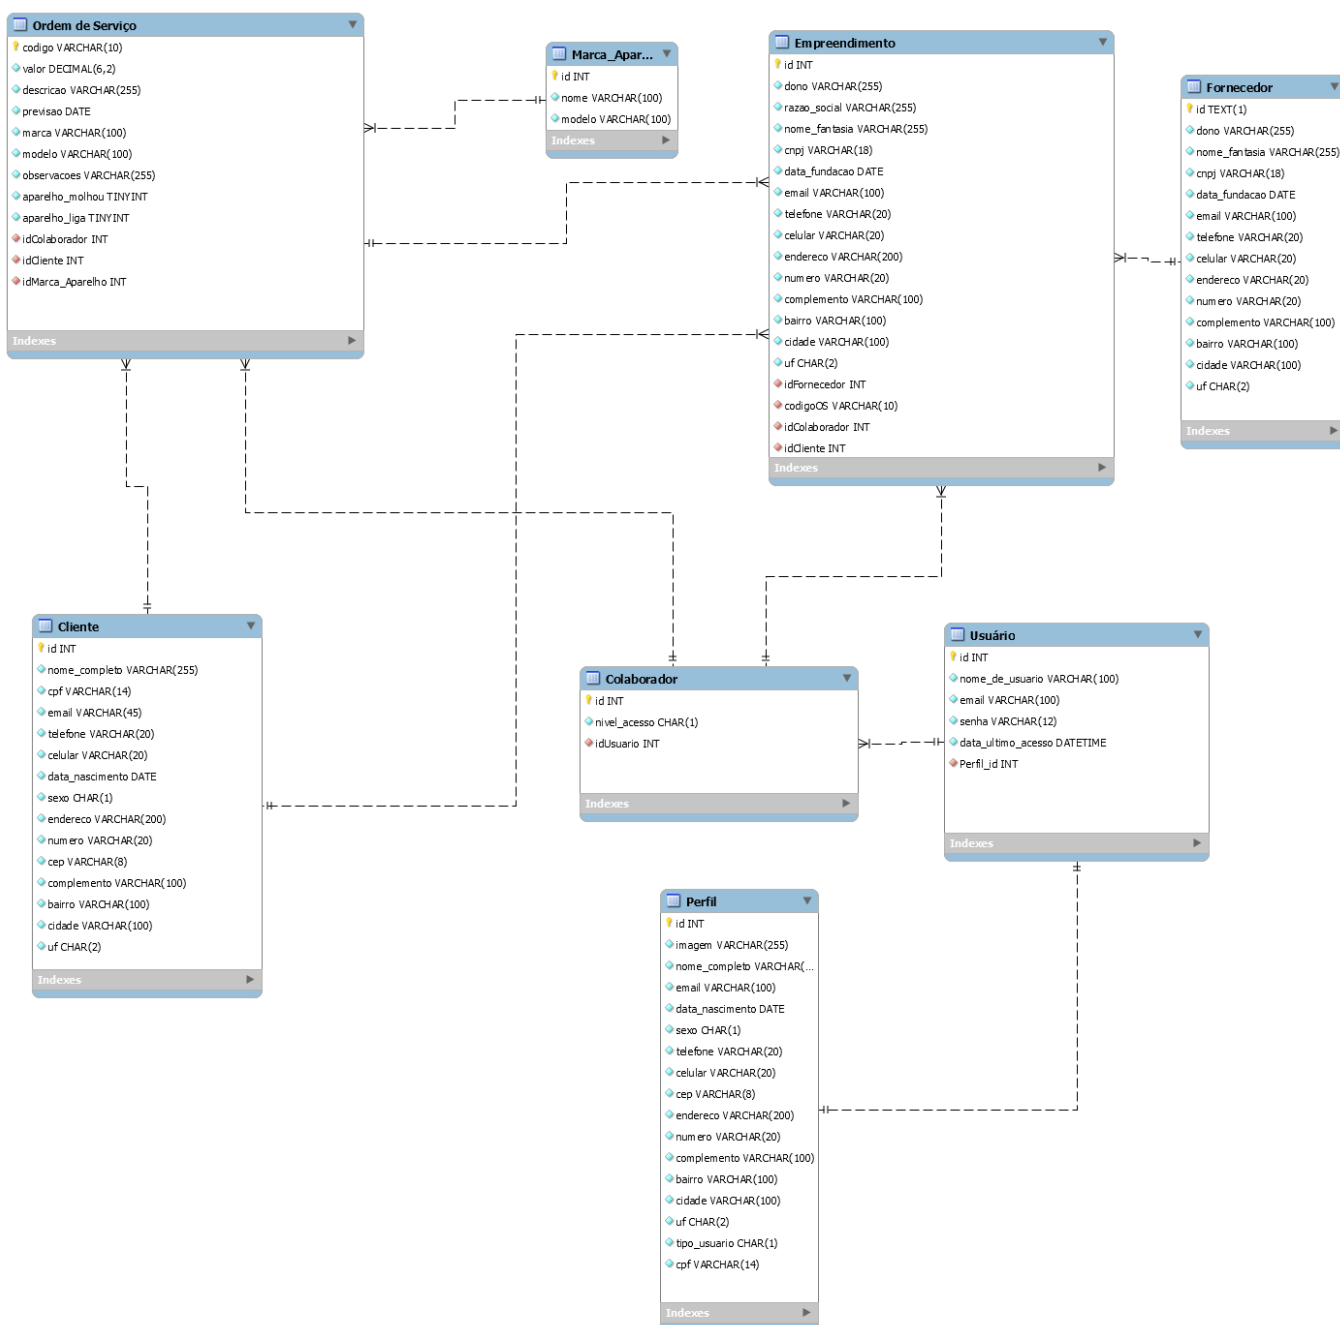 Ordem de Serviço
codigo VARCHAR(10)
valor DECIMAL(6,2)
descricao VARCHAR(255)
previsao DATE
marca VARCHAR(100)
modelo VARCHAR(100)
observacoes VARCHAR(255)
aparelho_molhou TINYINT
aparelho_liga TINYINT
idColaborador INT
idCliente INT
idMarca_Aparelho INT
Indexes
Marca_Apar...
id INT
nome VARCHAR(100)
modelo VARCHAR(100)
Indexes
Empreendimento
id INT
dono VARCHAR(255)
razao_social VARCHAR(255)
nome_fantasia VARCHAR(255)
cnpj VARCHAR(18)
data_fundacao DATE
email VARCHAR(100)
telefone VARCHAR(20)
celular VARCHAR(20)
endereco VARCHAR(200)
numero VARCHAR(20)
complemento VARCHAR(100)
bairro VARCHAR(100)
cidade VARCHAR(100)
uf CHAR(2)
idFornecedor INT
codigoOS VARCHAR(10)
idColaborador INT
idCliente INT
Indexes
Fornecedor
id TEXT(1)
dono VARCHAR(255)
nome_fantasia VARCHAR(255)
cnpj VARCHAR(18)
data_fundacao DATE
email VARCHAR(100)
telefone VARCHAR(20)
celular VARCHAR(20)
endereco VARCHAR(20)
numero VARCHAR(20)
complemento VARCHAR(100)
bairro VARCHAR(100)
cidade VARCHAR(100)
uf CHAR(2)
Indexes
Cliente
id INT
nome_completo VARCHAR(255)
cpf VARCHAR(14)
email VARCHAR(45)
telefone VARCHAR(20)
celular VARCHAR(20)
data_nascimento DATE
sexo CHAR(1)
endereco VARCHAR(200)
numero VARCHAR(20)
cep VARCHAR(8)
complemento VARCHAR(100)
bairro VARCHAR(100)
cidade VARCHAR(100)
uf CHAR(2)
Indexes
Colaborador
id INT
nivel_acesso CHAR(1)
idUsuario INT
Indexes
Usuário
id INT
nome_de_usuario VARCHAR(100)
email VARCHAR(100)
senha VARCHAR(12)
data_ultimo_acesso DATETIME
Perfil_id INT
Indexes
Perfil
id INT
imagem VARCHAR(255)
nome_completo VARCHAR(...
email VARCHAR(100)
data_nascimento DATE
sexo CHAR(1)
telefone VARCHAR(20)
celular VARCHAR(20)
cep VARCHAR(8)
endereco VARCHAR(200)
numero VARCHAR(20)
complemento VARCHAR(100)
bairro VARCHAR(100)
cidade VARCHAR(100)
uf CHAR(2)
tipo_usuario CHAR(1)
cpf VARCHAR(14)
Indexes